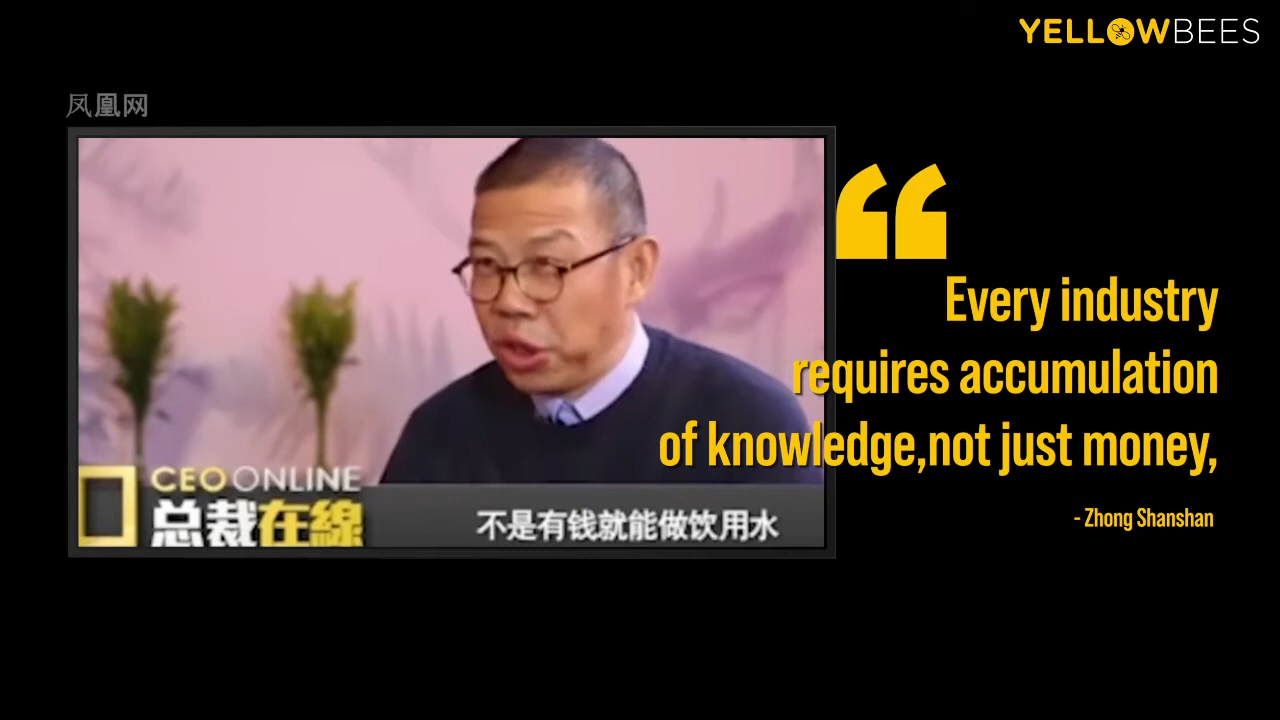 YELLOWBEES
凤凰网
“
Every industry
requires accumulation
of knowledge,not just money,
- Zhong Shanshan
CEO ONLINE
总裁在線
不是有钱就能做饮用水